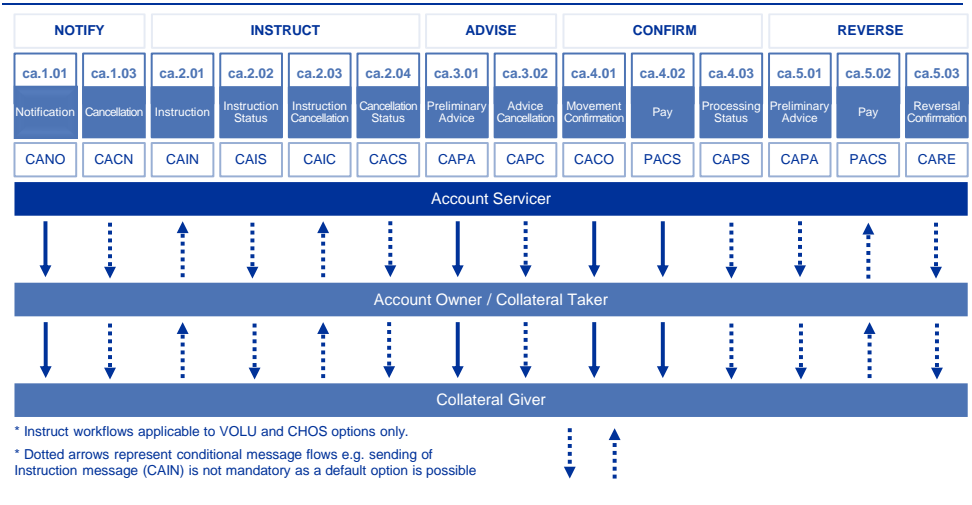 NOTIFY INSTRUCT ADVISE CONFIRM REVERSE
ca.1.01 ca.1.03 ca.2.01 ca.2.02 ca.2.03 ca.2.04 ca.3.01 ca.3.02 ca.4.01 ca.4.02 ca.4.03 ca.5.01 ca.5.02 ca.5.03
Notification
Cancellation
Instruction
Instruction
Status
Instruction
Cancellation
Cancellation
Status
Preliminary
Advice
Advice
Cancellation
Movement
Confirmation
Pay
Processing
Status
Preliminary
Advice
Pay
Reversal
Confirmation
CANO CACN CAIN CAIS CAIC CACS CAPA CAPC CACO PACS CAPS CAPA PACS CARE
Account Servicer
Account Owner / Collateral Taker
Collateral Giver
* Instruct workflows applicable to VOLU and CHOS options only.
* Dotted arrows represent conditional message flows e.g. sending of
Instruction message (CAIN) is not mandatory as a default option is possible